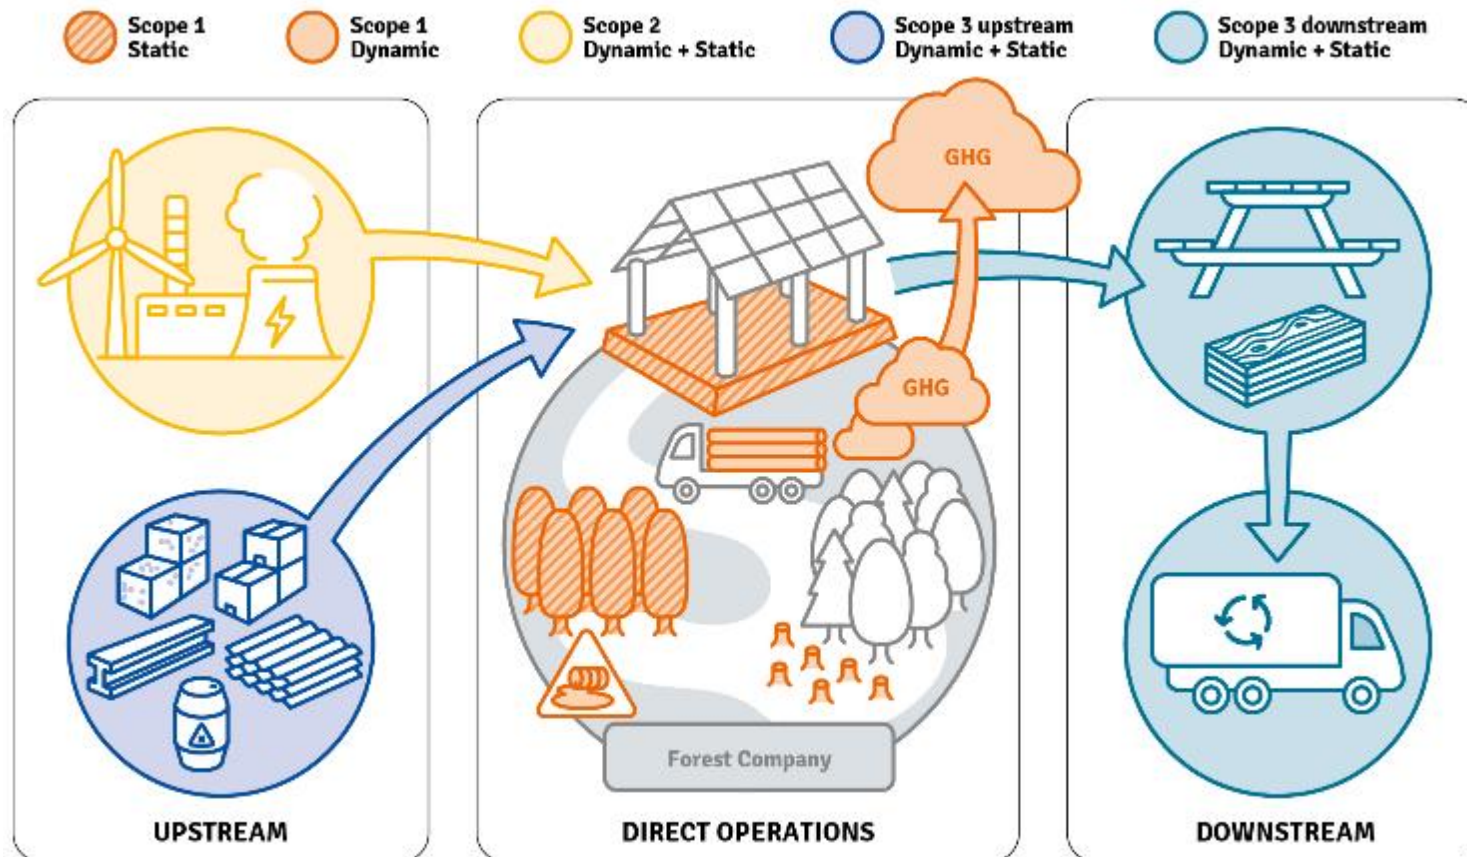 Scope 1
Static
Scope 1
Dynamic
Scope 2
Dynamic + Static
Scope 3 upstream
Dynamic + Static
Scope 3 downstream
Dynamic + Static
GHG
GHG
Forest Company
UPSTREAM
DIRECT OPERATIONS
DOWNSTREAM